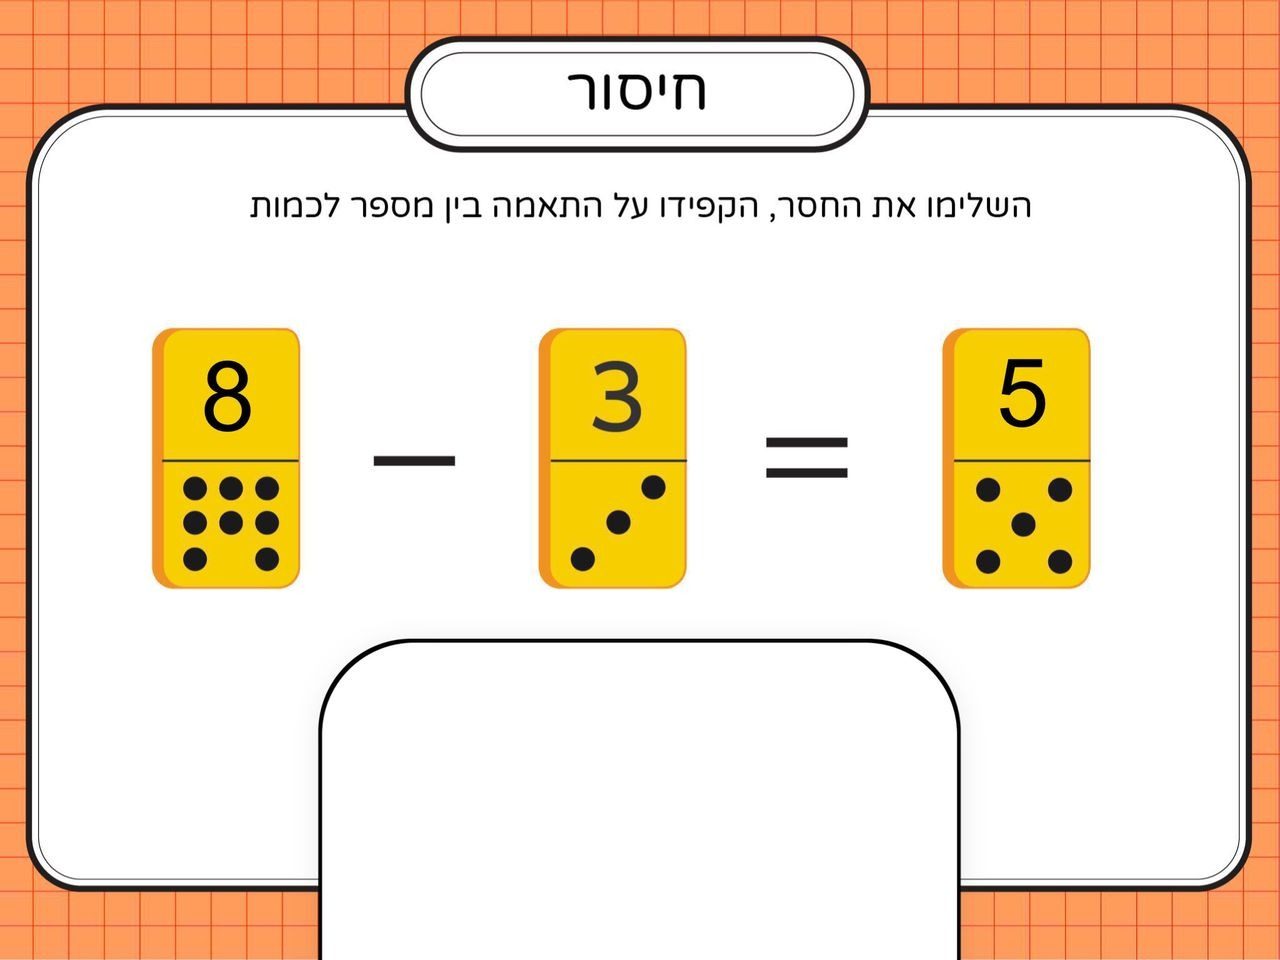 חיסור
השלימו את החסר, הקפידו על התאמה בין מספר לכמות
8 – 3 = 5